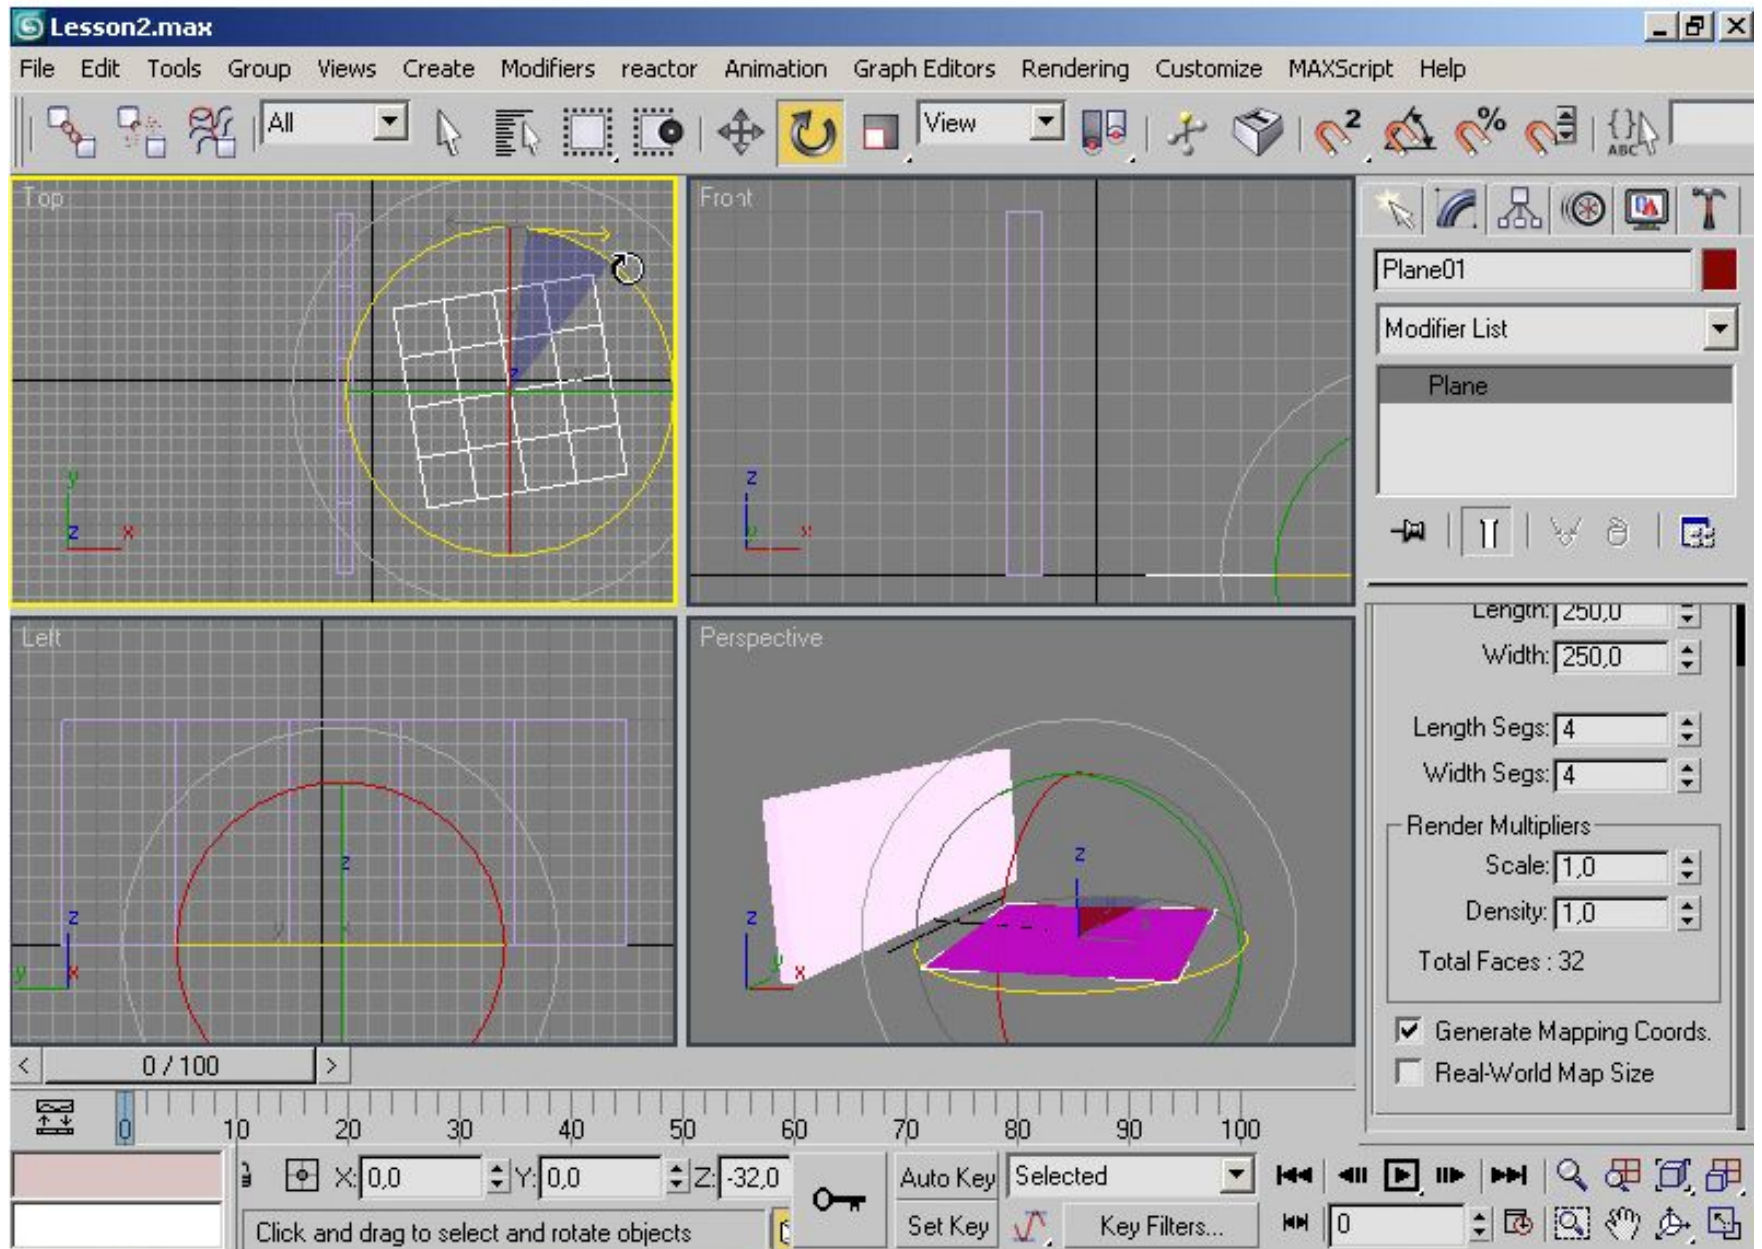 Lesson2.max
File Edit Tools Group Views Create Modifiers reactor Animation Graph Editors Rendering Customize MAXScript Help
All View 2 % {} ABC
Top
Front
Plane01
Modifier List
Plane
y
z x
z
y x
Left
Perspective
Length: 250,0
Width: 250,0
Length Segs: 4
Width Segs: 4
Render Multipliers
Scale: 1,0
Density: 1,0
Total Faces : 32
Generate Mapping Coords.
Real-World Map Size
z
z
y x
z
z
y x
< 0 / 100 >
0 10 20 30 40 50 60 70 80 90 100
X: 0,0 Y: 0,0 Z: -32,0 Auto Key Selected
Click and drag to select and rotate objects Set Key Key Filters... 0